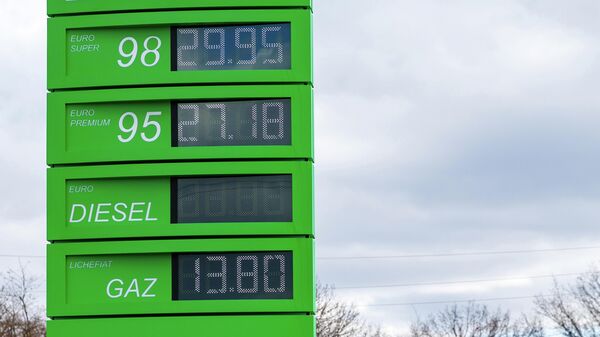 EURO
SUPER 98 29.95
EURO
PREMIUM 95 27.18
EURO
DIESEL
LICHEFIAT
GAZ 13.80